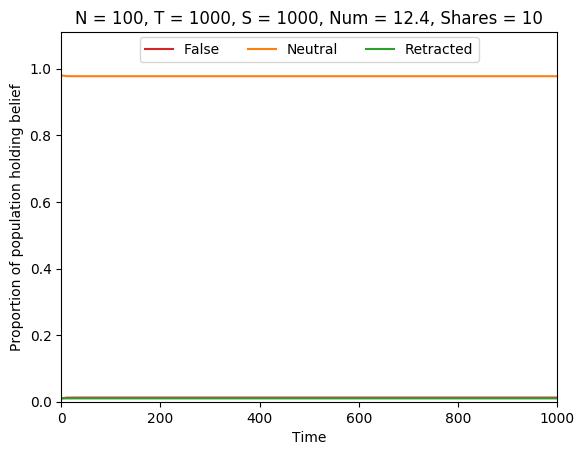 N = 100, T = 1000, S = 1000, Num = 12.4, Shares = 10
False Neutral Retracted
Proportion of population holding belief
1.0
0.8
0.6
0.4
0.2
0.0
0 200 400 600 800 1000
Time